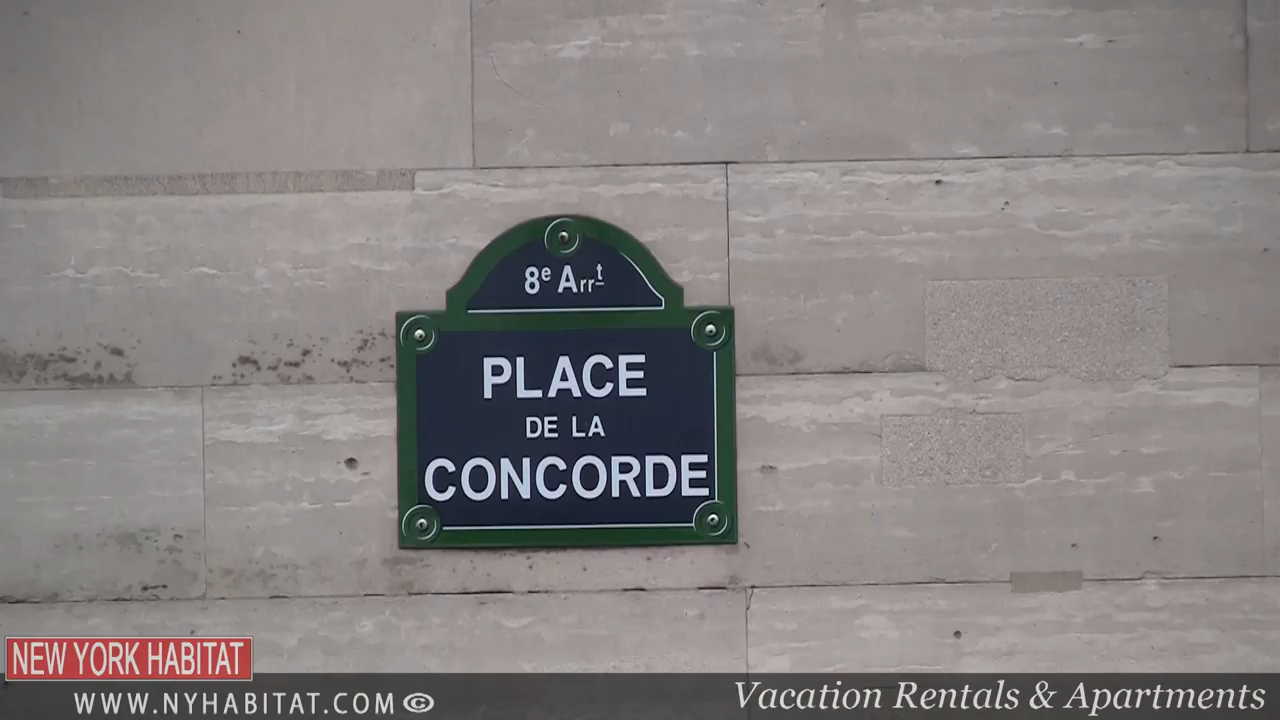 8e Arrt
PLACE
DE LA
CONCORDE
NEW YORK HABITAT
WWW.NYHABITAT.COM ©
Vacation Rentals & Apartments